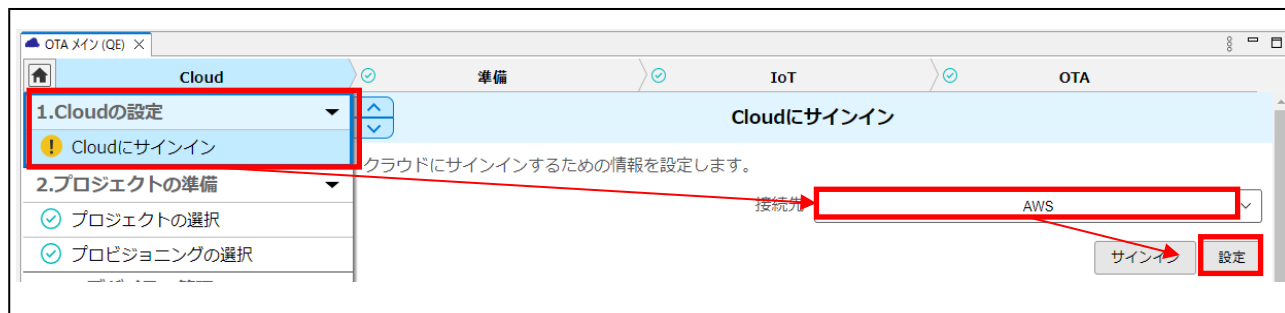 OTA メイン (QE)
Cloud 準備 IoT OTA
1.Cloudの設定
Cloudにサインイン
2.プロジェクトの準備
プロジェクトの選択
プロビジョニングの選択
Cloudにサインイン
クラウドにサインインするための情報を設定します。
接続先
AWS
サインイン 設定